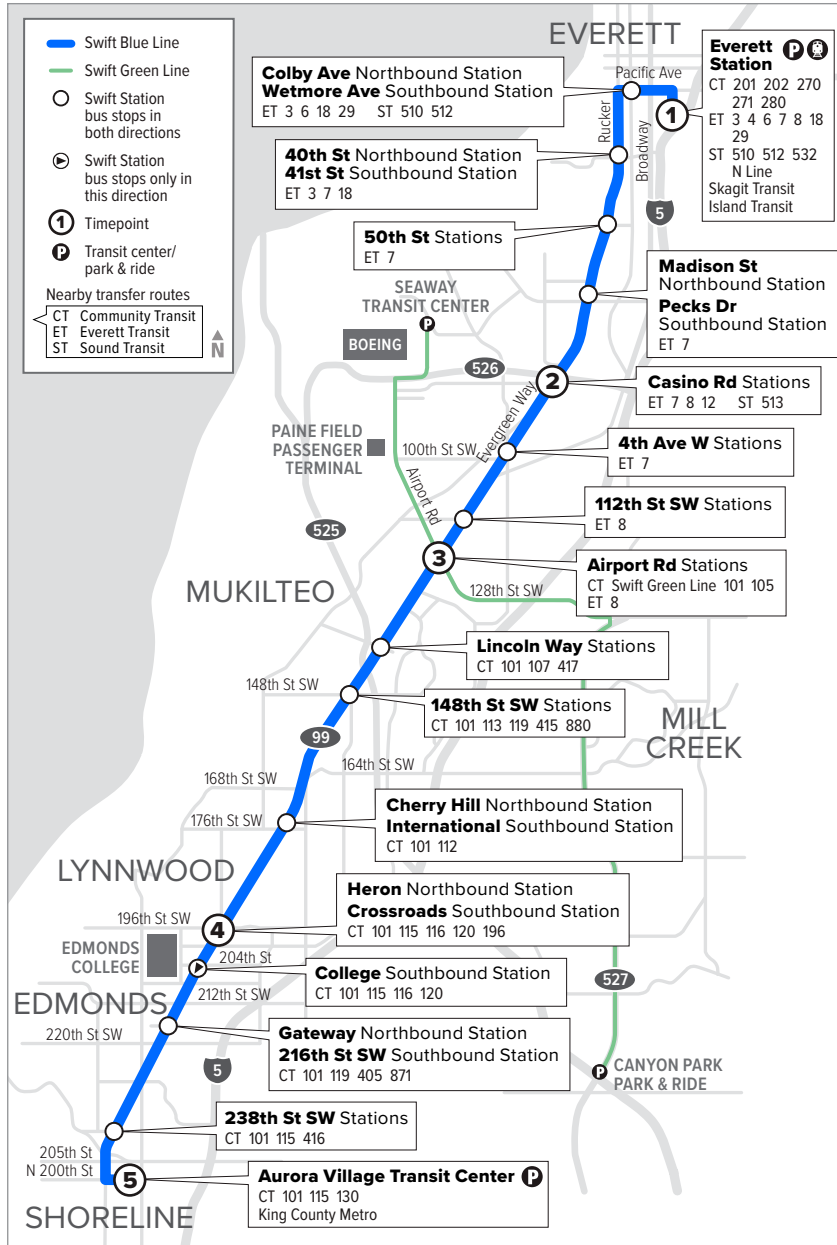 Swift Blue Line
Swift Green Line
Swift Station
bus stops in
both directions
Swift Station
bus stops only in
this direction
1 Timepoint
P Transit center/
park & ride
Nearby transfer routes
CT Community Transit
ET Everett Transit
ST Sound Transit
N
EVERETT
Everett
Station P
CT 201 202 270
271 280
ET 3 4 6 7 8 18
29
ST 510 512 532
N Line
Skagit Transit
Island Transit
Pacific Ave
Colby Ave Northbound Station
Wetmore Ave Southbound Station
ET 3 6 18 29 ST 510 512
1
Rucker
Broadway
40th St Northbound Station
41st St Southbound Station
ET 3 7 18
5
50th St Stations
ET 7
Madison St
Northbound Station
Pecks Dr
Southbound Station
ET 7
SEAWAY
TRANSIT CENTER
P
BOEING
526
2
Casino Rd Stations
ET 7 8 12 ST 513
Evergreen Way
PAINE FIELD
PASSENGER
TERMINAL
100th St SW
4th Ave W Stations
ET 7
Airport Rd
112th St SW Stations
ET 8
525
3
Airport Rd Stations
CT Swift Green Line 101 105
ET 8
MUKILTEO
128th St SW
Lincoln Way Stations
CT 101 107 417
148th St SW
148th St SW Stations
CT 101 113 119 415 880
MILL
CREEK
99
164th St SW
168th St SW
176th St SW
Cherry Hill Northbound Station
International Southbound Station
CT 101 112
LYNNWOOD
Heron Northbound Station
Crossroads Southbound Station
CT 101 115 116 120 196
196th St SW
4
EDMONDS
COLLEGE
204th St
College Southbound Station
CT 101 115 116 120
212th St SW
527
EDMONDS
220th St SW
Gateway Northbound Station
216th St SW Southbound Station
CT 101 119 405 871
5
P
CANYON PARK
PARK & RIDE
238th St SW Stations
CT 101 115 416
205th St
N 200th St
5
Aurora Village Transit Center P
CT 101 115 130
King County Metro
SHORELINE